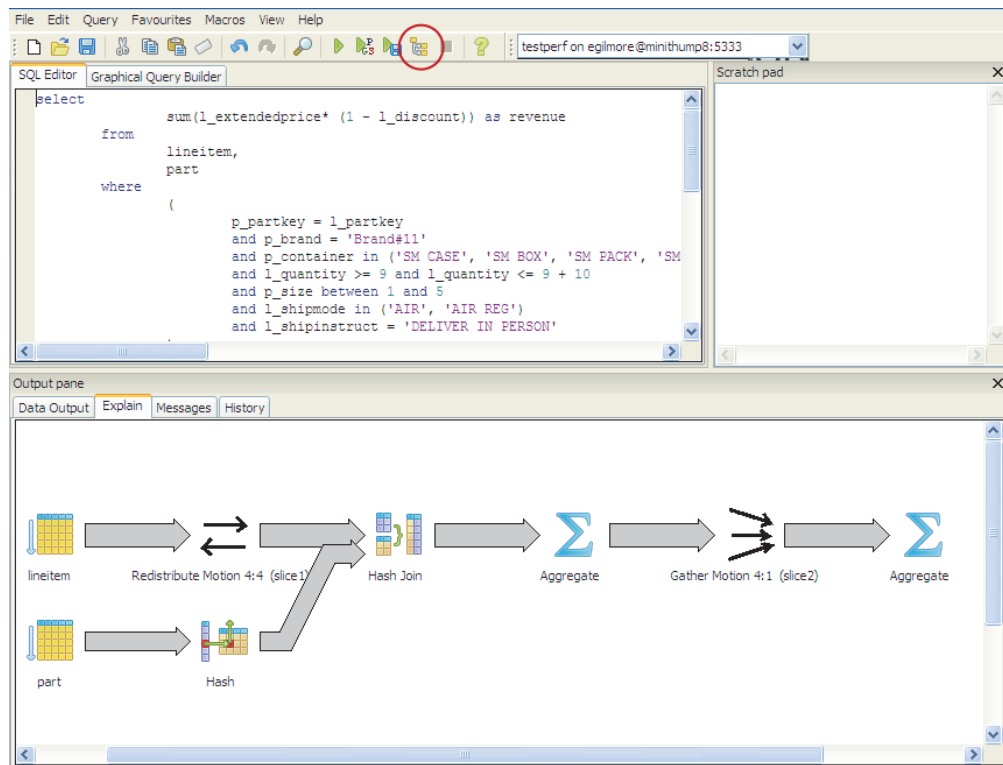 File Edit Query Favourites Macros View Help
testperf on egilmore@minithump8:5333
SQL Editor Graphical Query Builder
Scratch pad
select
sum(l_extendedprice* (1 - l_discount)) as revenue
from
lineitem,
part
where
(
p_partkey = l_partkey
and p_brand = 'Brand#11'
and p_container in ('SM CASE', 'SM BOX', 'SM PACK', 'SM
and l_quantity >= 9 and l_quantity <= 9 + 10
and p_size between 1 and 5
and l_shipmode in ('AIR', 'AIR REG')
and l_shipinstruct = 'DELIVER IN PERSON'
Output pane
Data Output Explain Messages History
lineitem Redistribute Motion 4:4 (slice1) Hash Join Aggregate Gather Motion 4:1 (slice2) Aggregate
part Hash